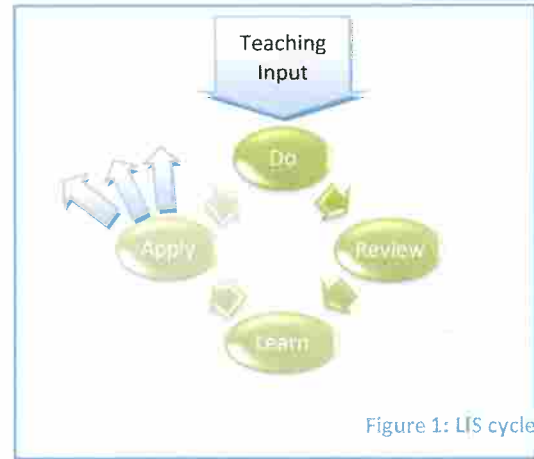 Teaching
Input
Do
Apply
Review
Learn
Figure 1: LIS cycle